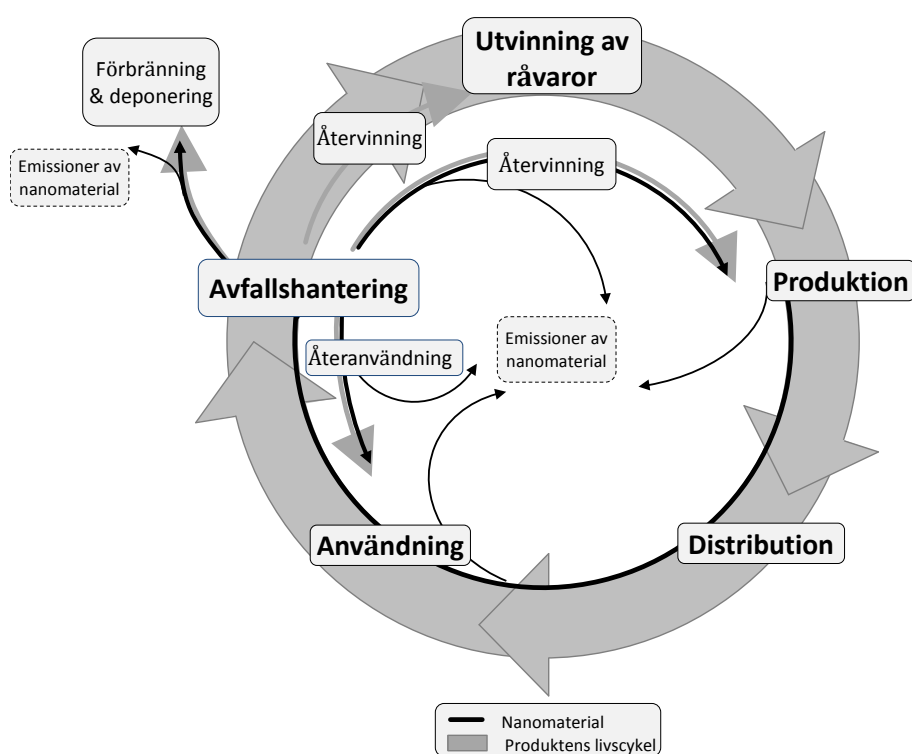 Utvinning av
råvaror
Förbränning
& deponering
Återvinning
Återvinning
Emissioner av
nanomaterial
Avfallshantering
Produktion
Emissioner av
nanomaterial
Återanvändning
Användning
Distribution
Nanomaterial
Produktens livscykel